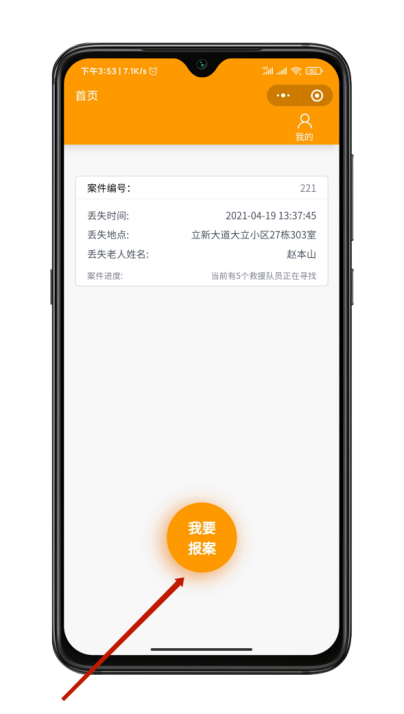 下午3:53 | 7.1K/s
首页
我的
案件编号: 221
丢失时间: 2021-04-19 13:37:45
丢失地点: 立新大道大立小区27栋303室
丢失老人姓名: 赵本山
案件进度: 当前有5个救援队员正在寻找
我要
报案